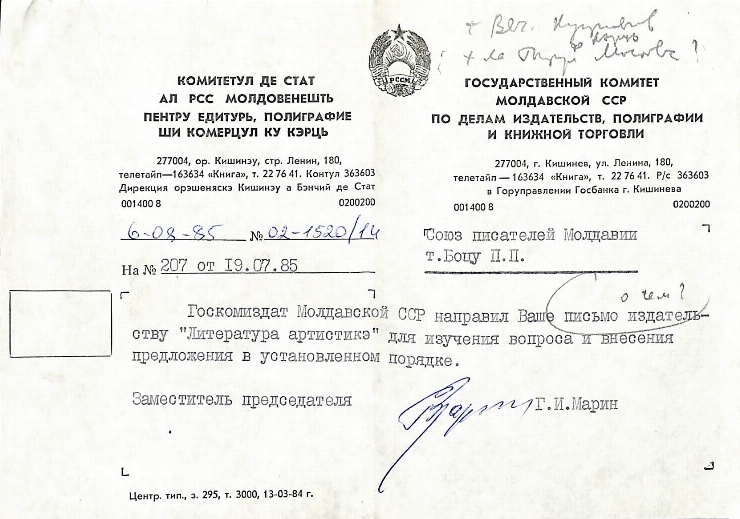 + Веч.
+ Москва?
РССМ
КОМИТЕТУЛ ДЕ СТАТ
АЛ РСС МОЛДОВЕНЕШТЬ
ПЕНТРУ ЕДИТУРЬ, ПОЛИГРАФИЕ
ШИ КОМЕРЦУЛ КУ КЭРЦЬ
277004, ор. Кишинэу, стр. Ленин, 180,
телетайп—163634 «Книга», т. 22 76 41. Контул 363603
Дирекция орэшеняскэ Кишинэу а Бэнчий де Стат
001400 8 0200200
6-08-85 № 02-1520/14
На № 207 от 19.07.85
ГОСУДАРСТВЕННЫЙ КОМИТЕТ
МОЛДАВСКОЙ ССР
ПО ДЕЛАМ ИЗДАТЕЛЬСТВ, ПОЛИГРАФИИ
И КНИЖНОЙ ТОРГОВЛИ
277004, г. Кишинев, ул. Ленина, 180,
телетайп—163634 «Книга», т. 22 76 41. Р/с 363603
в Горуправлении Госбанка г. Кишинева
001400 8 0200200
Союз писателей Молдавии
т.Боцу П.П.
о чем?
Госкомиздат Молдавской ССР направил Ваше письмо издатель-
ству "Литература артистикэ" для изучения вопроса и внесения
предложения в установленном порядке.
Заместитель председателя Г.И.Марин
Центр. тип., з. 295, т. 3000, 13-03-84 г.